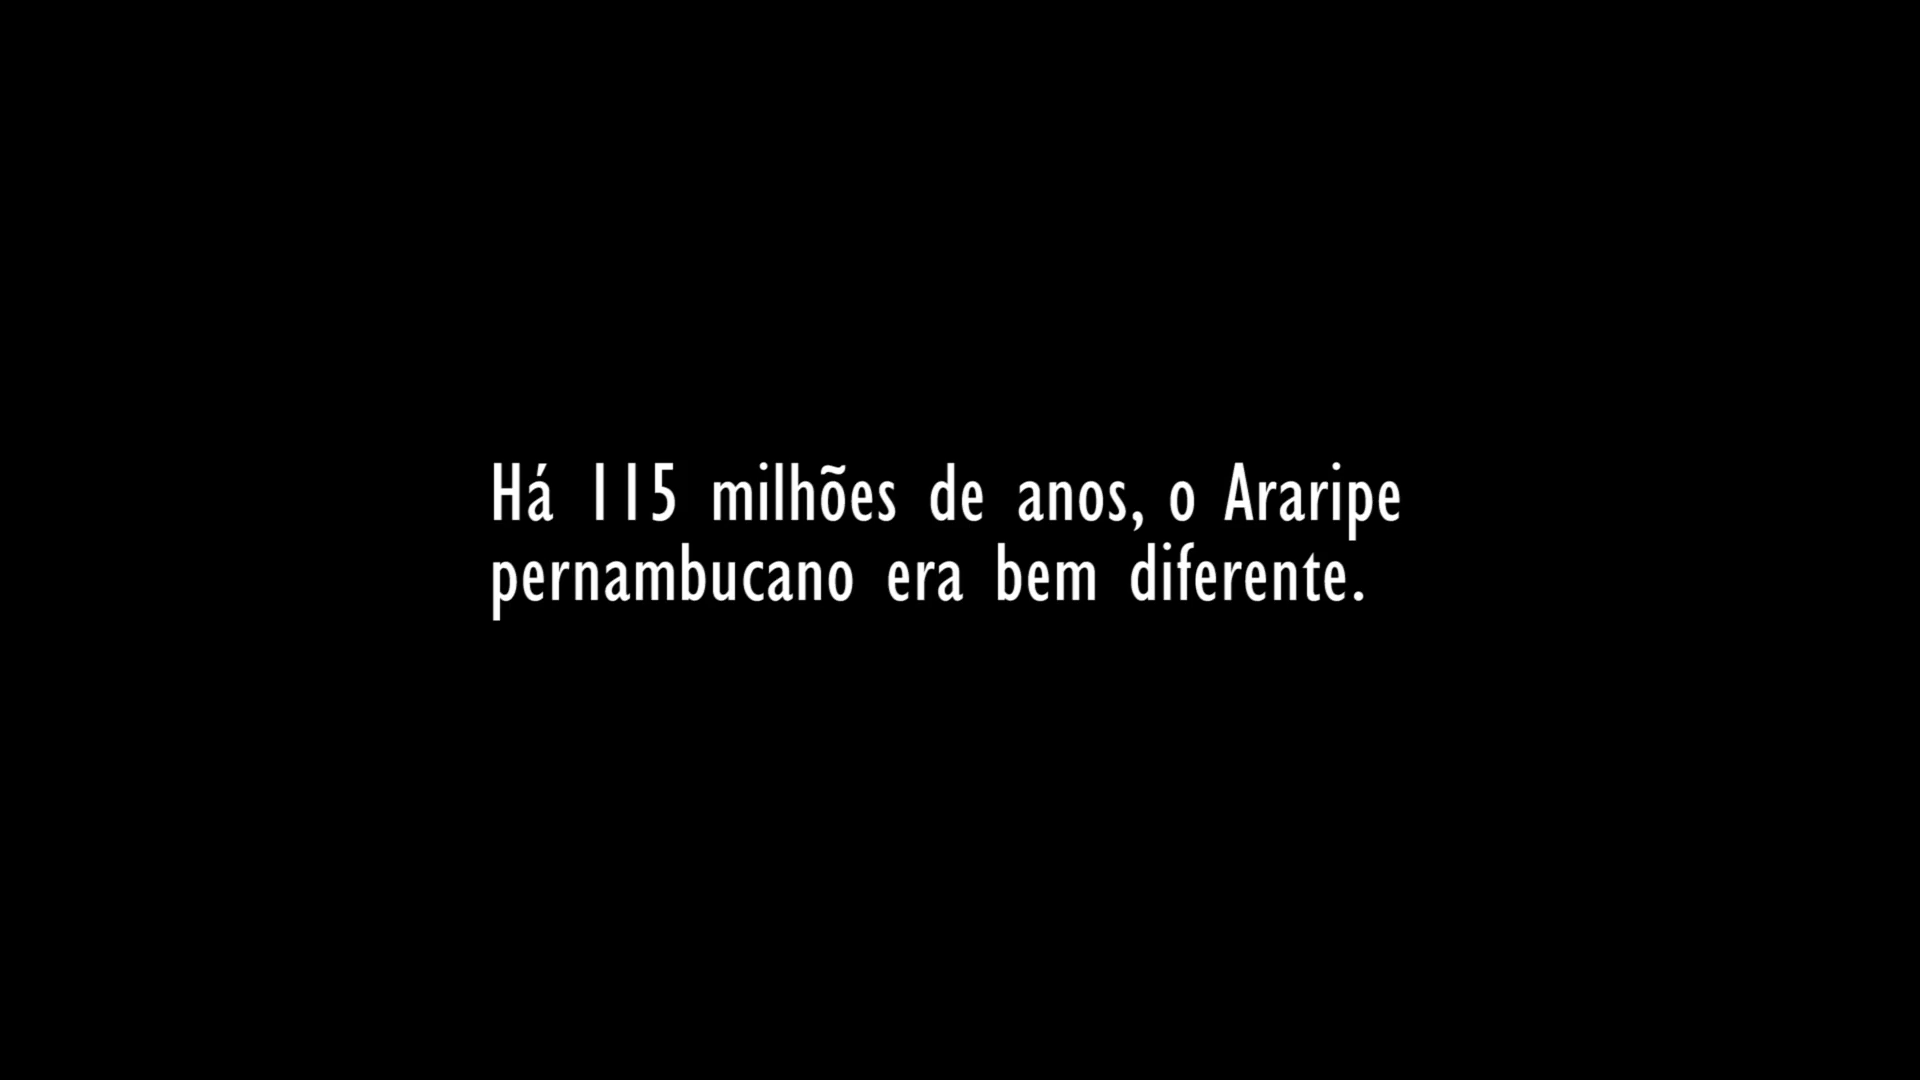 Há 115 milhões de anos, o Araripe
pernambucano era bem diferente.